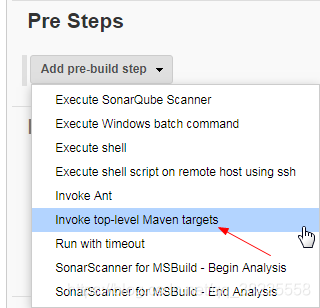 Pre Steps
Add pre-build step
Execute SonarQube Scanner
Execute Windows batch command
Execute shell
Execute shell script on remote host using ssh
Invoke Ant
Invoke top-level Maven targets
Run with timeout
SonarScanner for MSBuild - Begin Analysis
SonarScanner for MSBuild - End Analysis